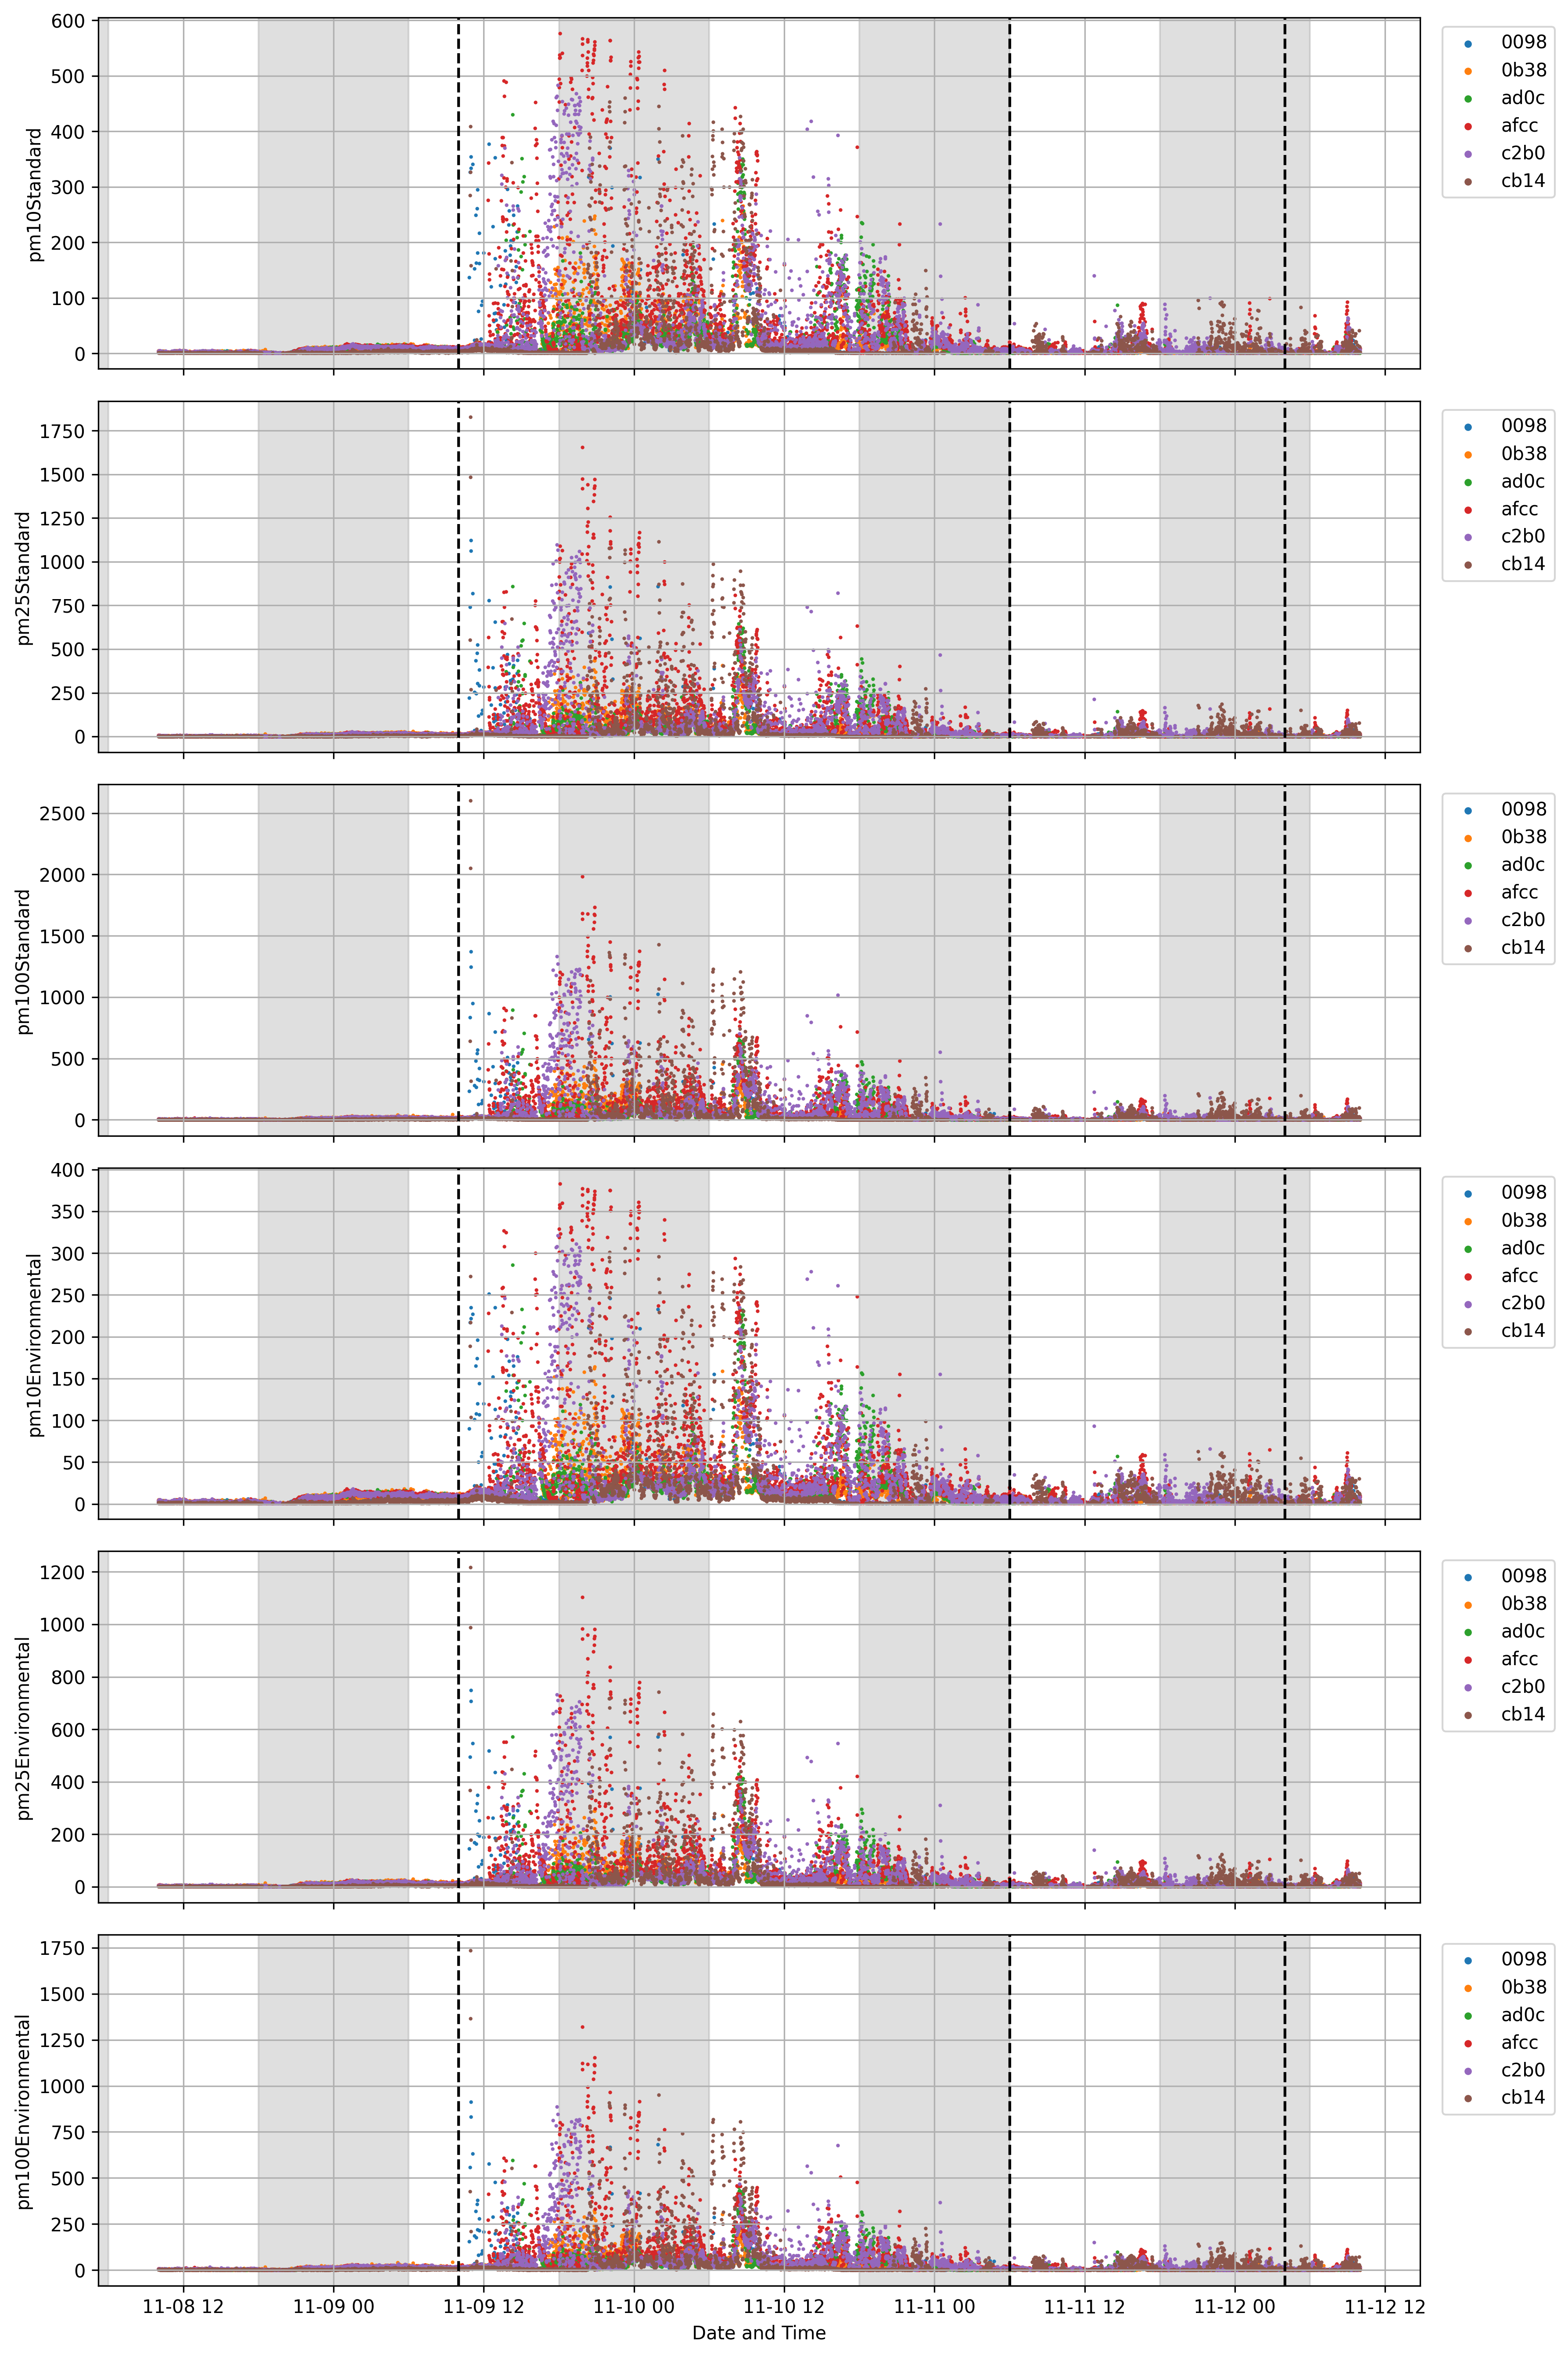 600
500
400
300
200
100
0
pm10Standard
0098
0b38
ad0c
afcc
c2b0
cb14
1750
1500
1250
1000
750
500
250
0
pm25Standard
0098
0b38
ad0c
afcc
c2b0
cb14
2500
2000
1500
1000
500
0
pm100Standard
0098
0b38
ad0c
afcc
c2b0
cb14
400
350
300
250
200
150
100
50
0
pm10Environmental
0098
0b38
ad0c
afcc
c2b0
cb14
1200
1000
800
600
400
200
0
pm25Environmental
0098
0b38
ad0c
afcc
c2b0
cb14
1750
1500
1250
1000
750
500
250
0
pm100Environmental
0098
0b38
ad0c
afcc
c2b0
cb14
11-08 12 11-09 00 11-09 12 11-10 00 11-10 12 11-11 00 11-11 12 11-12 00 11-12 12
Date and Time